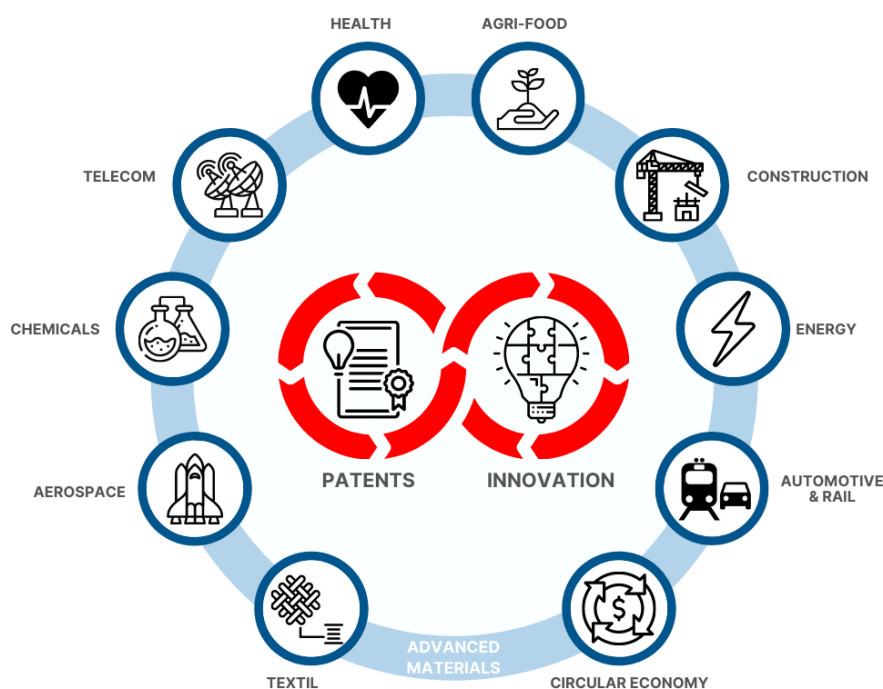 HEALTH
AGRI-FOOD
TELECOM
CONSTRUCTION
CHEMICALS
ENERGY
PATENTS
INNOVATION
AEROSPACE
AUTOMOTIVE
& RAIL
$
ADVANCED
MATERIALS
TEXTIL
CIRCULAR ECONOMY